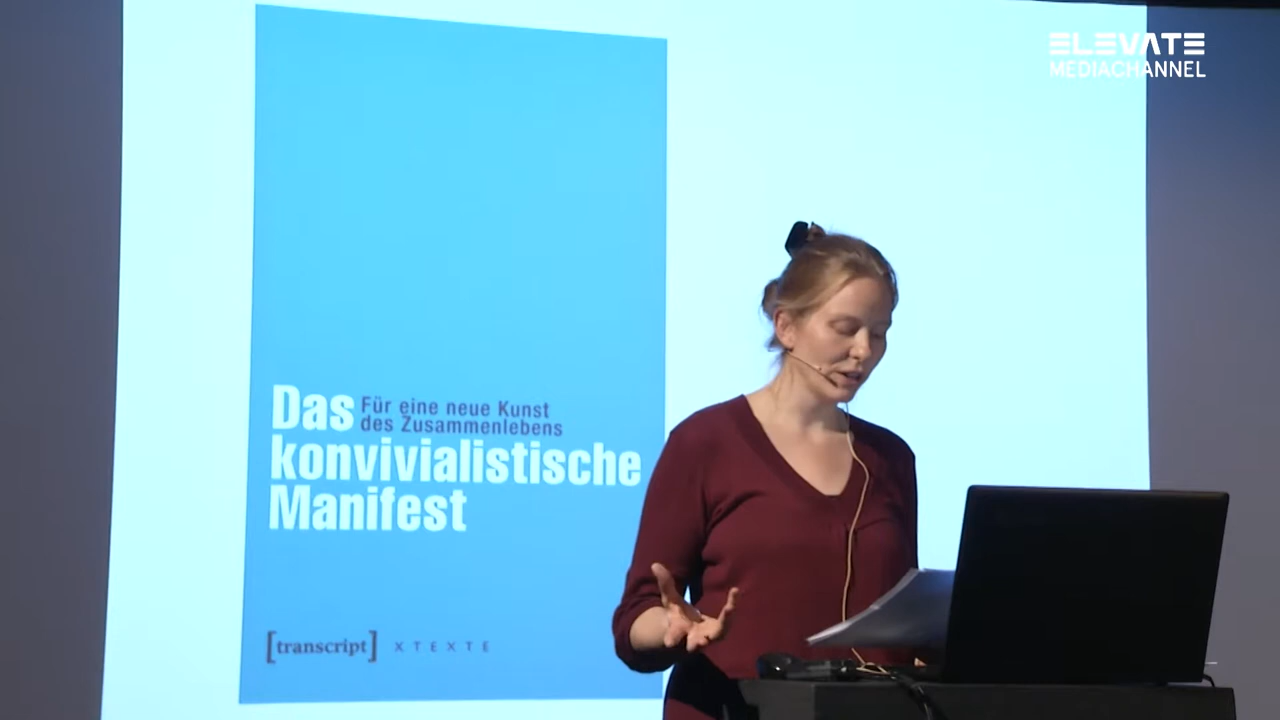 ELEVATE
MEDIACHANNEL
Das Für eine neue Kunst
des Zusammenlebens
konvivialistische
Manifest
[transcript] XTEXTE